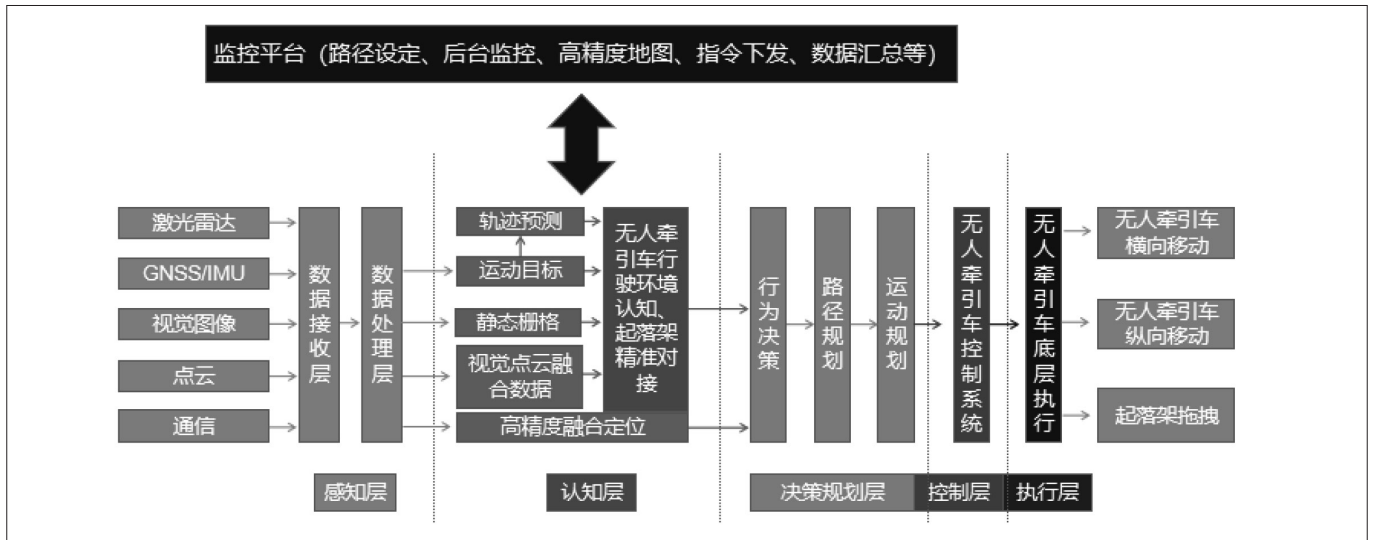 监控平台（路径设定、后台监控、高精度地图、指令下发、数据汇总等）
激光雷达
GNSS/IMU
视觉图像
点云
通信
数据接收层
数据处理层
轨迹预测
运动目标
静态栅格
视觉点云融
合数据
高精度融合定位
无人牵
引车行
驶环境
认知、
起落架
精准对
接
行为决策
路径规划
运动规划
无人牵引车控制系统
无人牵引车底层执行
无人牵引车
横向移动
无人牵引车
纵向移动
起落架拖拽
感知层
认知层
决策规划层
控制层
执行层